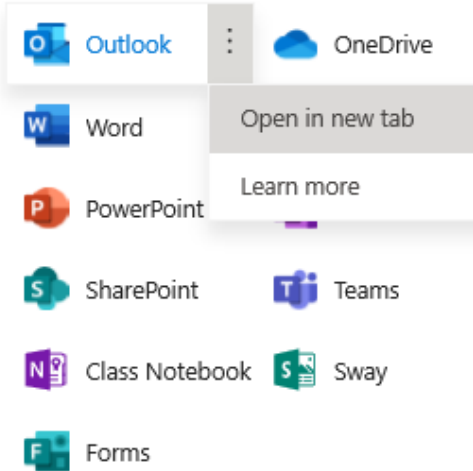 Outlook
OneDrive
Open in new tab
Word
Learn more
PowerPoint
SharePoint
Teams
Class Notebook
Sway
Forms